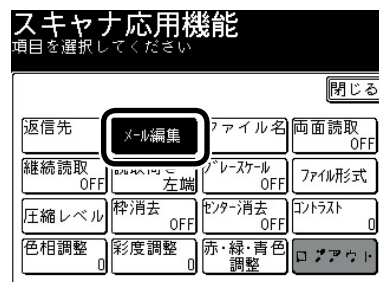 スキャナ応用機能
項目を選択してください
閉じる
返信先
メール編集
ファイル名
両面読取
OFF
継続読取
OFF
読取向き
左端
グレースケール
OFF
ファイル形式
圧縮レベル
枠消去
OFF
センター消去
OFF
コントラスト
0
色相調整
0
彩度調整
0
赤・緑・青色
調整
ログアウト